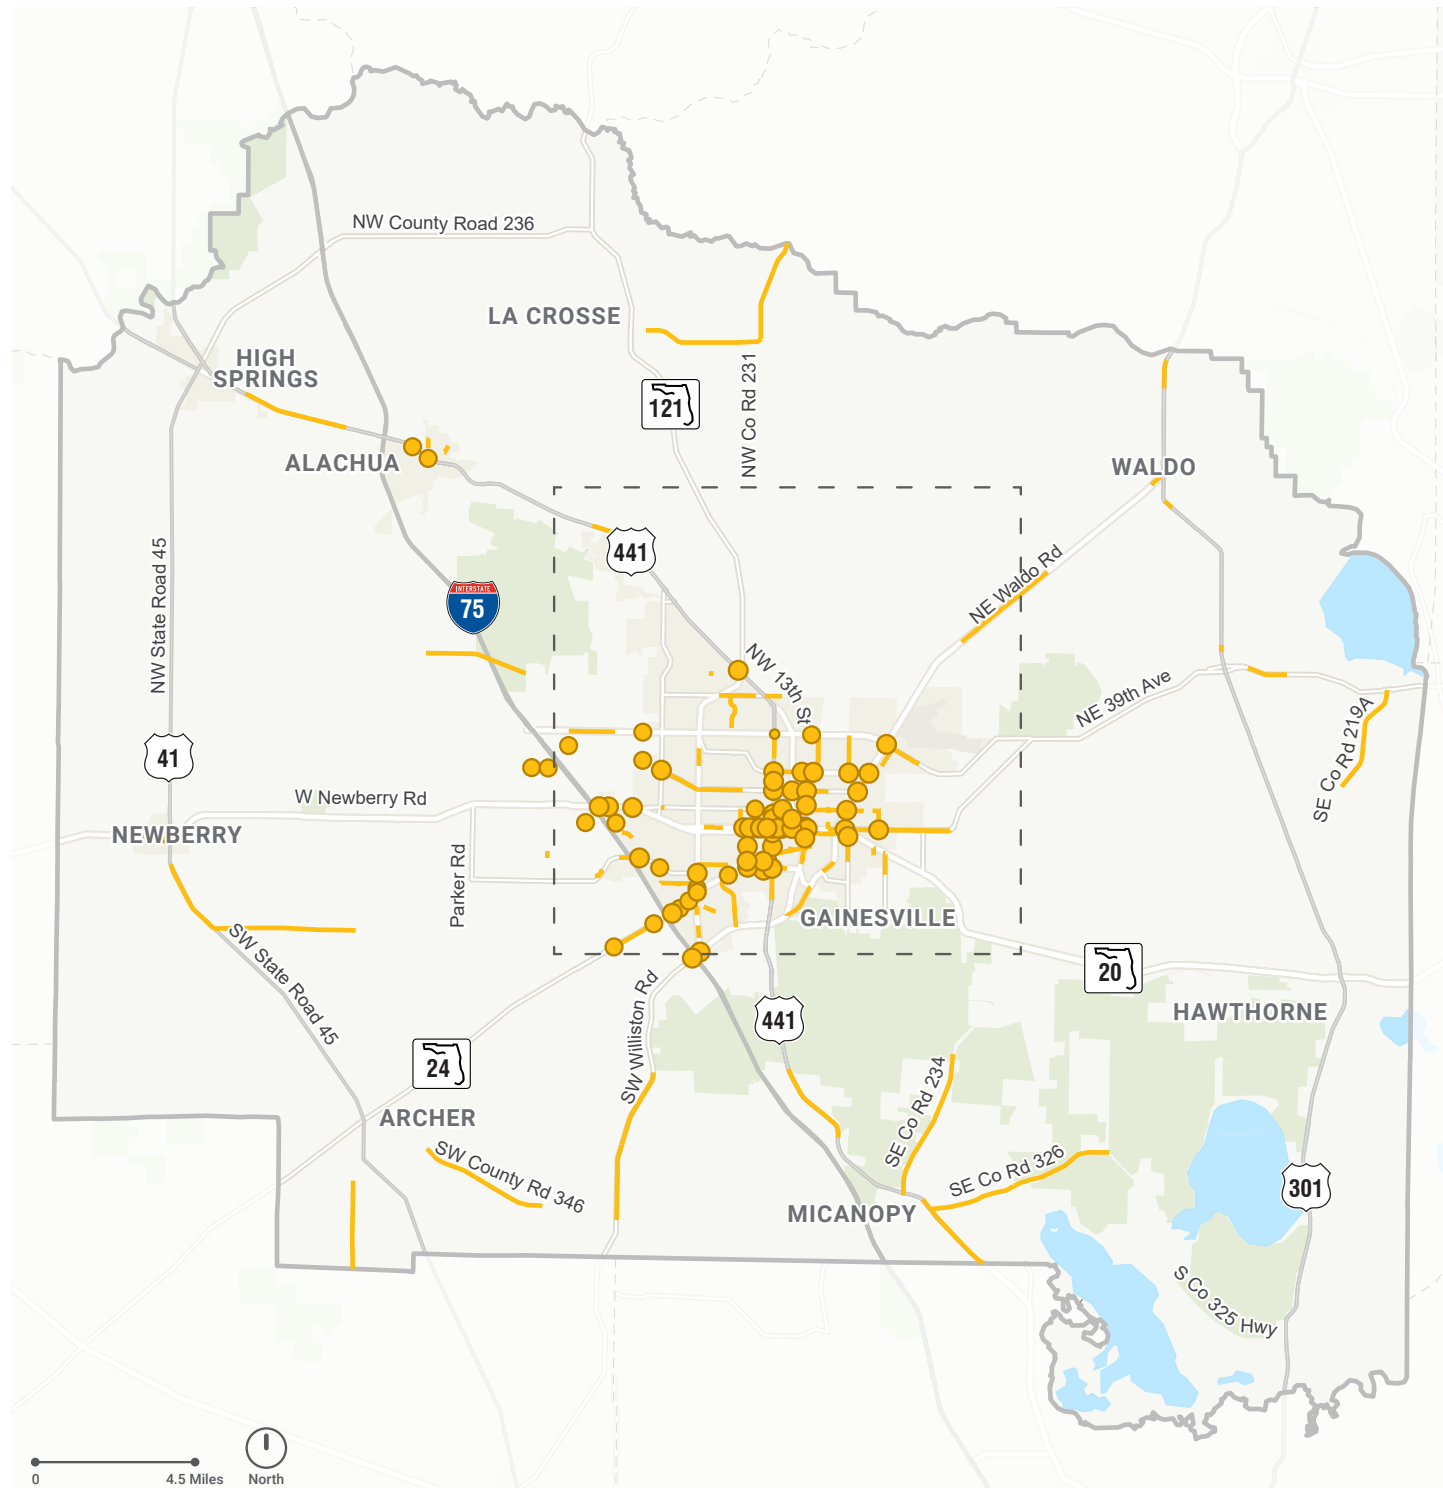 NW County Road 236
LA CROSSE
HIGH
SPRINGS
121
NW Co Rd 231
ALACHUA
WALDO
441
NW State Road 45
INTERSTATE
75
NE Waldo Rd
NW 13th St
NE 39th Ave
SE Co Rd 219A
41
W Newberry Rd
NEWBERRY
Parker Rd
GAINESVILLE
SW State Road 45
20
SW Williston Rd
441
HAWTHORNE
24
ARCHER
SE Co Rd 234
SW County Rd 346
SE Co Rd 326
301
MICANOPY
S Co 325 Hwy
0
4.5 Miles
North